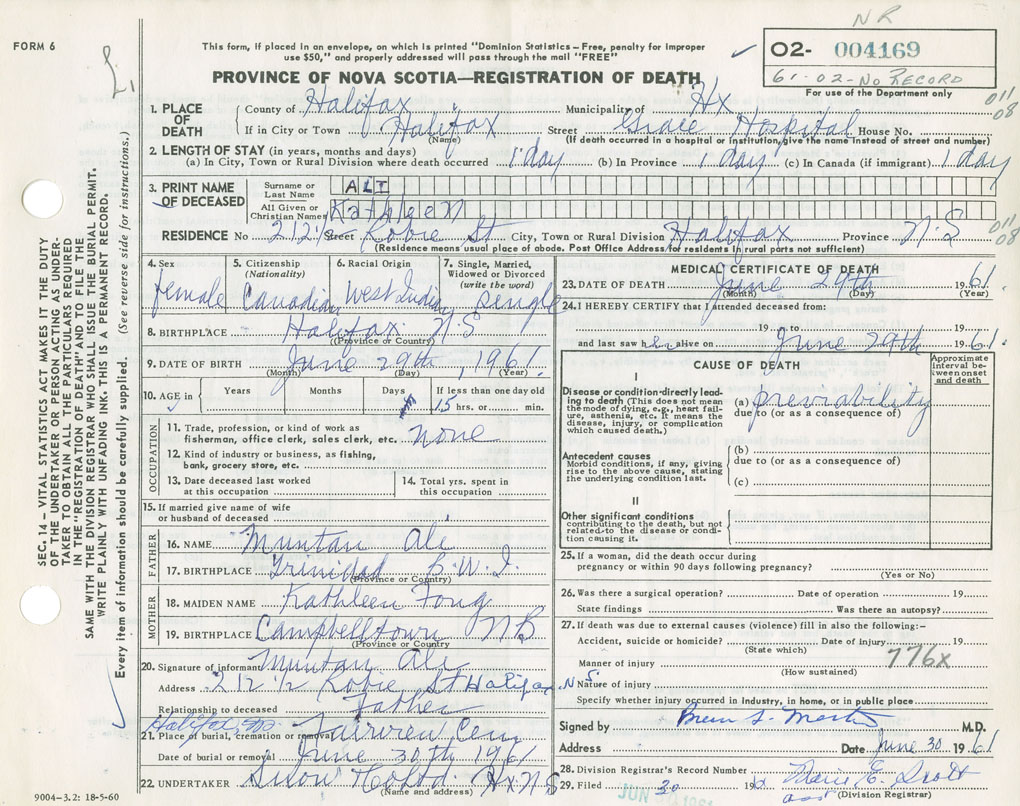 NR
FORM 6
This form, if placed in an envelope, on which is printed "Dominion Statistics – Free, penalty for improper
use $50," and properly addressed will pass through the mail "FREE"
02- 004169
61-02-No RECORD
For use of the Department only
PROVINCE OF NOVA SCOTIA—REGISTRATION OF DEATH
011
08
1. PLACE OF DEATH
County of Halifax Municipality of Hx
If in City or Town Halifax Street Grace Hospital House No.
(Name) (If death occurred in a hospital or institution, give the name instead of street and number)
2. LENGTH OF STAY (in years, months and days)
(a) In City, Town or Rural Division where death occurred 1 day (b) In Province 1 day (c) In Canada (if immigrant) 1 day
3. PRINT NAME OF DECEASED
Surname or Last Name
All Given or Christian Names Kathleen
RESIDENCE No 212½ Street Robie St City, Town or Rural Division Halifax Province N.S
011
08
(Residence means usual place of abode. Post Office Address for residents in rural parts not sufficient)
4. Sex female
5. Citizenship (Nationality) Canadian
6. Racial Origin West India
7. Single, Married, Widowed or Divorced (write the word) Single
8. BIRTHPLACE Halifax N.S
(Province or Country)
9. DATE OF BIRTH June 29th, 1961
(Month) (Day) (Year)
10. AGE in Years Months Days If less than one day old
15 hrs. or min.
OCCUPATION
11. Trade, profession, or kind of work as
fisherman, office clerk, sales clerk, etc. none
12. Kind of industry or business, as fishing,
bank, grocery store, etc.
13. Date deceased last worked
at this occupation
14. Total yrs. spent in
this occupation
15. If married give name of wife
or husband of deceased
FATHER
16. NAME Muntan Ali
17. BIRTHPLACE Trinidad B.W.I.
(Province or Country)
MOTHER
18. MAIDEN NAME Kathleen Fong
19. BIRTHPLACE Campbelltown NB
(Province or Country)
20. Signature of informant Muntan Ali
Address 212 1/2 Robie St Halifax N.S.
Relationship to deceased Father
21. Place of burial, cremation or removal Cem
Date of burial or removal June 30th 1961
22. UNDERTAKER Snow Co Ltd. Hx N S
(Name and address)
9004-3.2: 18-5-60
MEDICAL CERTIFICATE OF DEATH
23. DATE OF DEATH June 29th 1961
(Month) (Day) (Year)
24. I HEREBY CERTIFY that I attended deceased from:
19 to 19
and last saw her alive on June 29th 1961
CAUSE OF DEATH
Approximate interval between onset and death
I
Disease or condition directly leading to death (This does not mean
the mode of dying, e.g., heart failure, asthenia, etc. It means the
disease, injury, or complication which caused death.)
(a) previability
due to (or as a consequence of)
Antecedent causes
Morbid conditions, if any, giving
rise to the above cause, stating
the underlying condition last.
(b)
due to (or as a consequence of)
(c)
II
Other significant conditions
contributing to the death, but not
related to the disease or condition causing it.
25. If a woman, did the death occur during
pregnancy or within 90 days following pregnancy?
(Yes or No)
26. Was there a surgical operation? Date of operation 19
State findings Was there an autopsy?
27. If death was due to external causes (violence) fill in also the following:-
Accident, suicide or homicide? Date of injury 19
(State which)
776x
Manner of injury
(How sustained)
Nature of injury
Specify whether injury occurred in industry, in home, or in public place
Signed by M.D.
Address Date June 30 1961
28. Division Registrar's Record Number
29. Filed 30 196 Marie E. Scott
(Division Registrar)
SEC. 14 – VITAL STATISTICS ACT MAKES IT THE DUTY
OF THE UNDERTAKER OR PERSON ACTING AS UNDERTAKER TO OBTAIN ALL THE PARTICULARS REQUIRED
IN THE "REGISTRATION OF DEATH" AND TO FILE THE
SAME WITH THE DIVISION REGISTRAR WHO SHALL ISSUE THE BURIAL PERMIT.
WRITE PLAINLY WITH UNFADING INK. THIS IS A PERMANENT RECORD.
Every item of information should be carefully supplied. (See reverse side for instructions.)